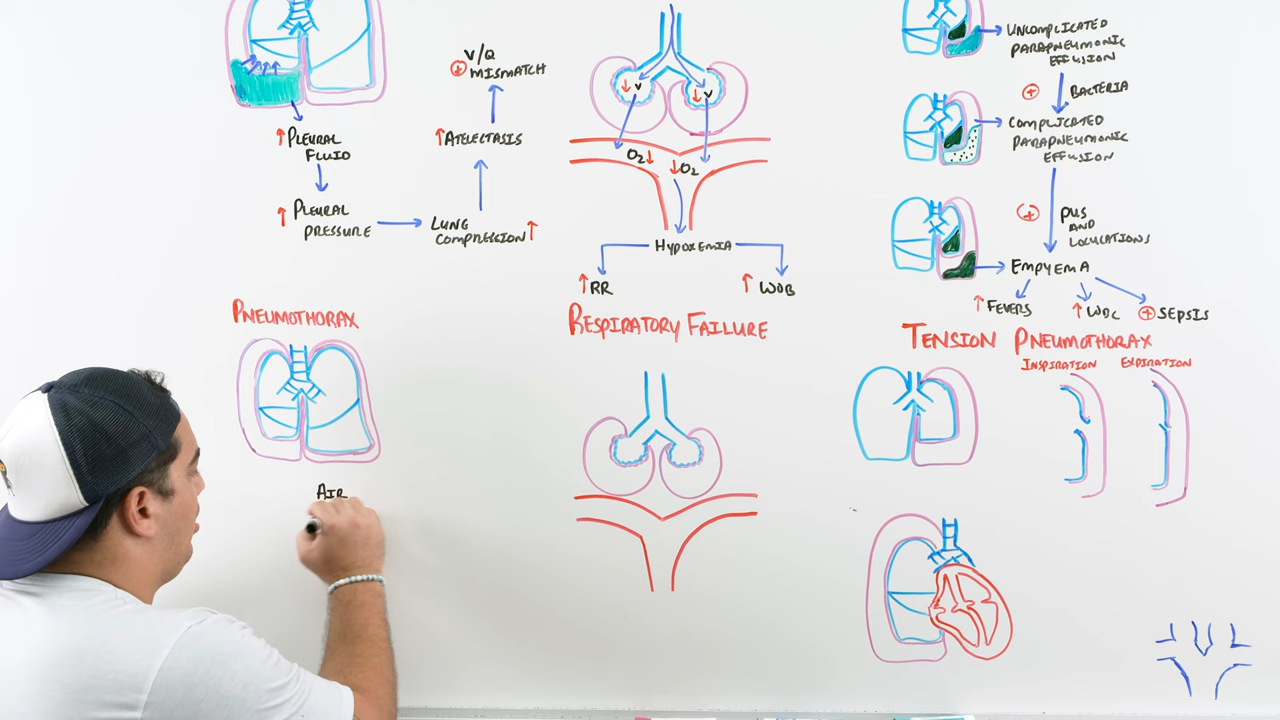 V/Q
+ MISMATCH
↑ATELECTASIS
↑PLEURAL
FLUID
↑PLEURAL
PRESSURE
LUNG
COMPRESSION↑
↓V
↓V
O2↓
↓O2
HYPOXEMIA
↑RR
↑WOB
UNCOMPLICATED
PARAPNEUMONIC
EFFUSION
+ BACTERIA
COMPLICATED
PARAPNEUMONIC
EFFUSION
+ PUS
AND
LOCULATIONS
EMPYEMA
↑FEVERS
↑WBC
+ SEPSIS
PNEUMOTHORAX
AIR
RESPIRATORY FAILURE
TENSION PNEUMOTHORAX
INSPIRATION
EXPIRATION